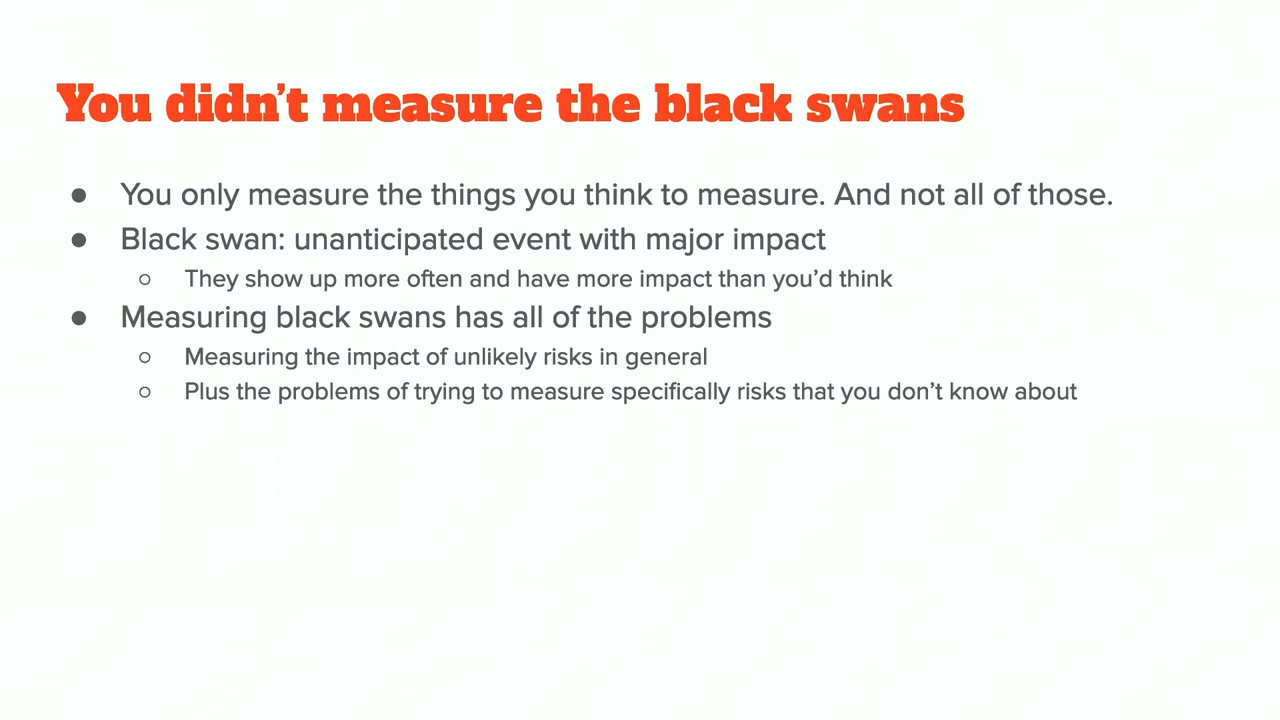 You didn’t measure the black swans
● You only measure the things you think to measure. And not all of those.
● Black swan: unanticipated event with major impact
○ They show up more often and have more impact than you’d think
● Measuring black swans has all of the problems
○ Measuring the impact of unlikely risks in general
○ Plus the problems of trying to measure specifically risks that you don’t know about